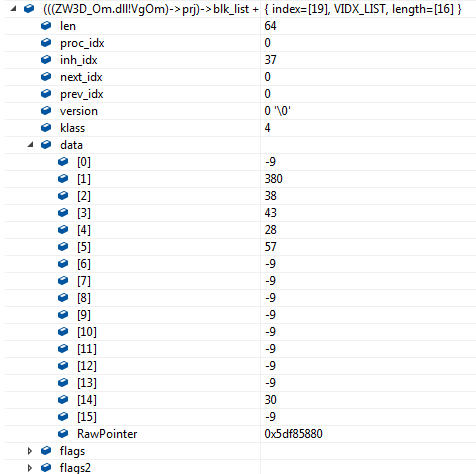 (((ZW3D_Om.dll!VgOm)->prj)->blk_list + { index=[19], VIDX_LIST, length=[16] }
len 64
proc_idx 0
inh_idx 37
next_idx 0
prev_idx 0
version 0 '\0'
klass 4
data
[0] -9
[1] 380
[2] 38
[3] 43
[4] 28
[5] 57
[6] -9
[7] -9
[8] -9
[9] -9
[10] -9
[11] -9
[12] -9
[13] -9
[14] 30
[15] -9
RawPointer 0x5df85880
flags
flags2